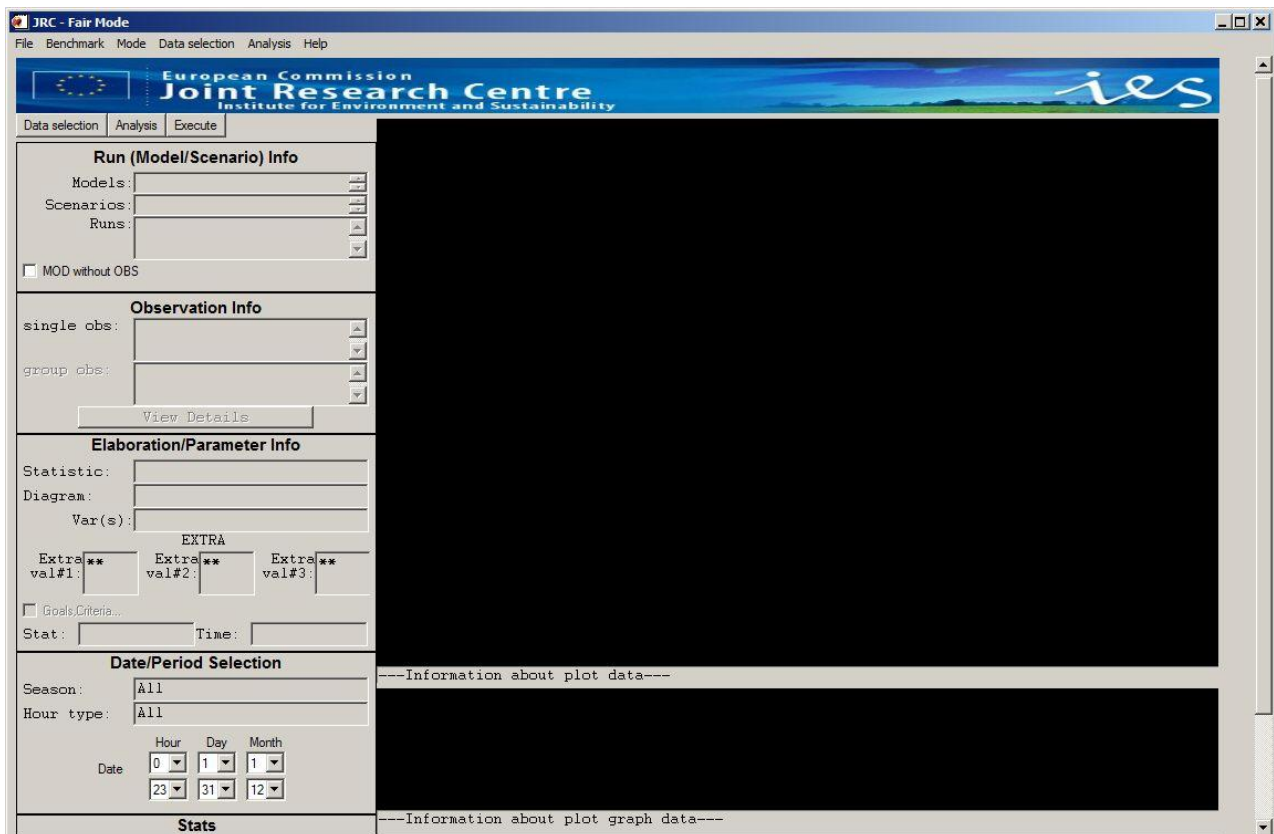 JRC - Fair Mode
File Benchmark Mode Data selection Analysis Help
European Commission
Joint Research Centre
Institute for Environment and Sustainability
ies
Data selection Analysis Execute
Run (Model/Scenario) Info
Models:
Scenarios:
Runs:
MOD without OBS
Observation Info
single obs:
group obs:
View Details
Elaboration/Parameter Info
Statistic:
Diagram:
Var(s):
EXTRA
Extra val#1: ** Extra val#2: ** Extra val#3: **
Goals,Criteria...
Stat: Time:
Date/Period Selection
Season: All
Hour type: All
Hour Day Month
Date 0 1 1
23 31 12
Stats
---Information about plot data---
---Information about plot graph data---